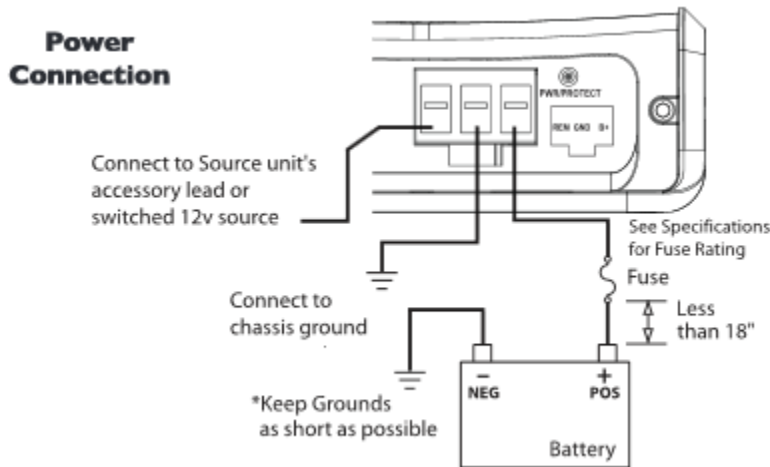 Power
Connection
PWR/PROTECT
REN GND B+
Connect to Source unit's
accessory lead or
switched 12v source
See Specifications
for Fuse Rating
Fuse
Less
than 18"
Connect to
chassis ground
- +
NEG POS
*Keep Grounds
as short as possible
Battery